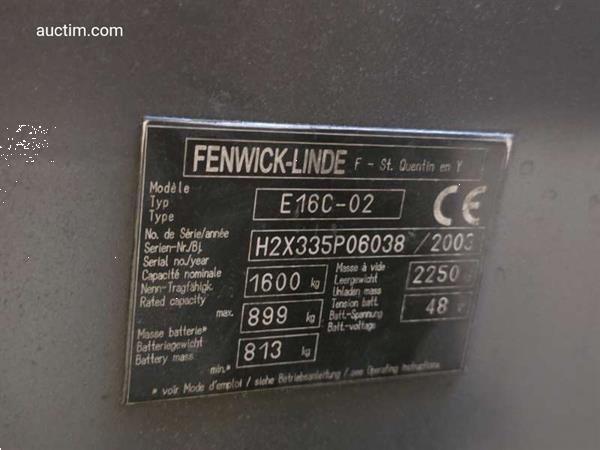 auctim.com
FENWICK-LINDE F - St. Quentin en Y
Modèle
Typ
Type
E16C-02
CE
No. de Série/année
Serien-Nr./Bj.
Serial no./year
H2X335P06038 / 2003
Capacité nominale
Nenn-Tragfähigk.
Rated capacity
1600 kg
Masse à vide
Leergewicht
Unladen mass
2250
max. 899 kg
Tension batt.
Batt.-Spannung
Batt.-voltage
48
Masse batterie*
Batteriegewicht
Battery mass
min.* 813 kg
* voir Mode d'emploi / siehe Betriebsanleitung / see Operating Instructions.